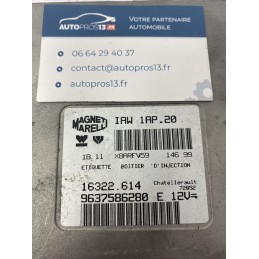 AUTOPROS13.FR
VOTRE PARTENAIRE
AUTOMOBILE
06 64 29 40 37
contact@autopros13.fr
autopros13.fr
MAGNETI
MARELLI
IAW 1AP.20
18.11 X8ARFV59 146 99
ETIQUETTE BOITIER D'INJECTION
16322.614 Chatellerault
72052
9637586280 E 12V